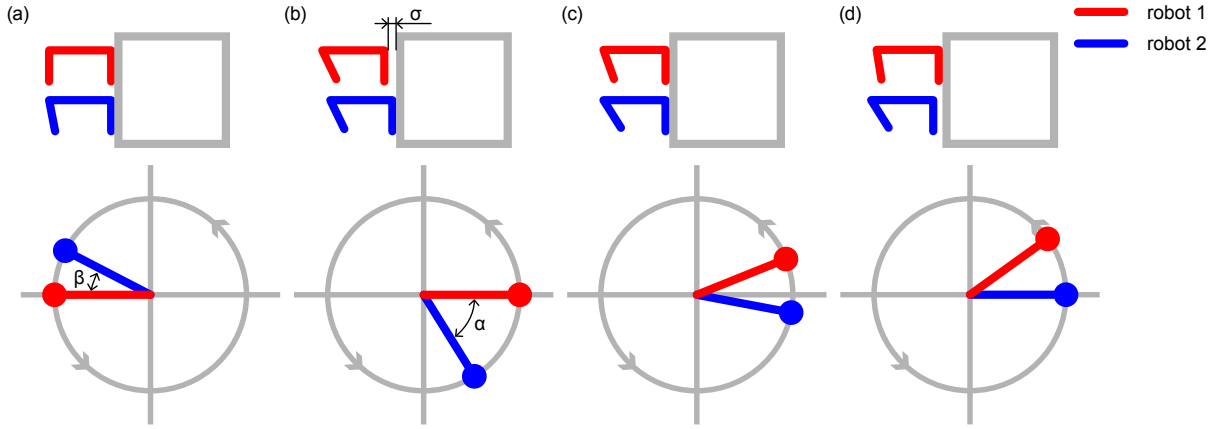 (a)
(b)
σ
(c)
(d)
robot 1
robot 2
β
α